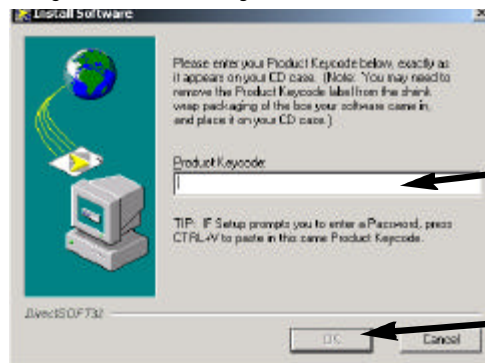 Install Software
Please enter your Product Keycode below, exactly as
it appears on your CD case. (Note: You may need to
remove the Product Keycode label from the shrink
wrap packaging of the box your software came in,
and place it on your CD case.)
Product Keycode:
TIP: IF Setup prompts you to enter a Password, press
CTRL+V to paste in this same Product Keycode.
DirectSOFT32
OK
Cancel